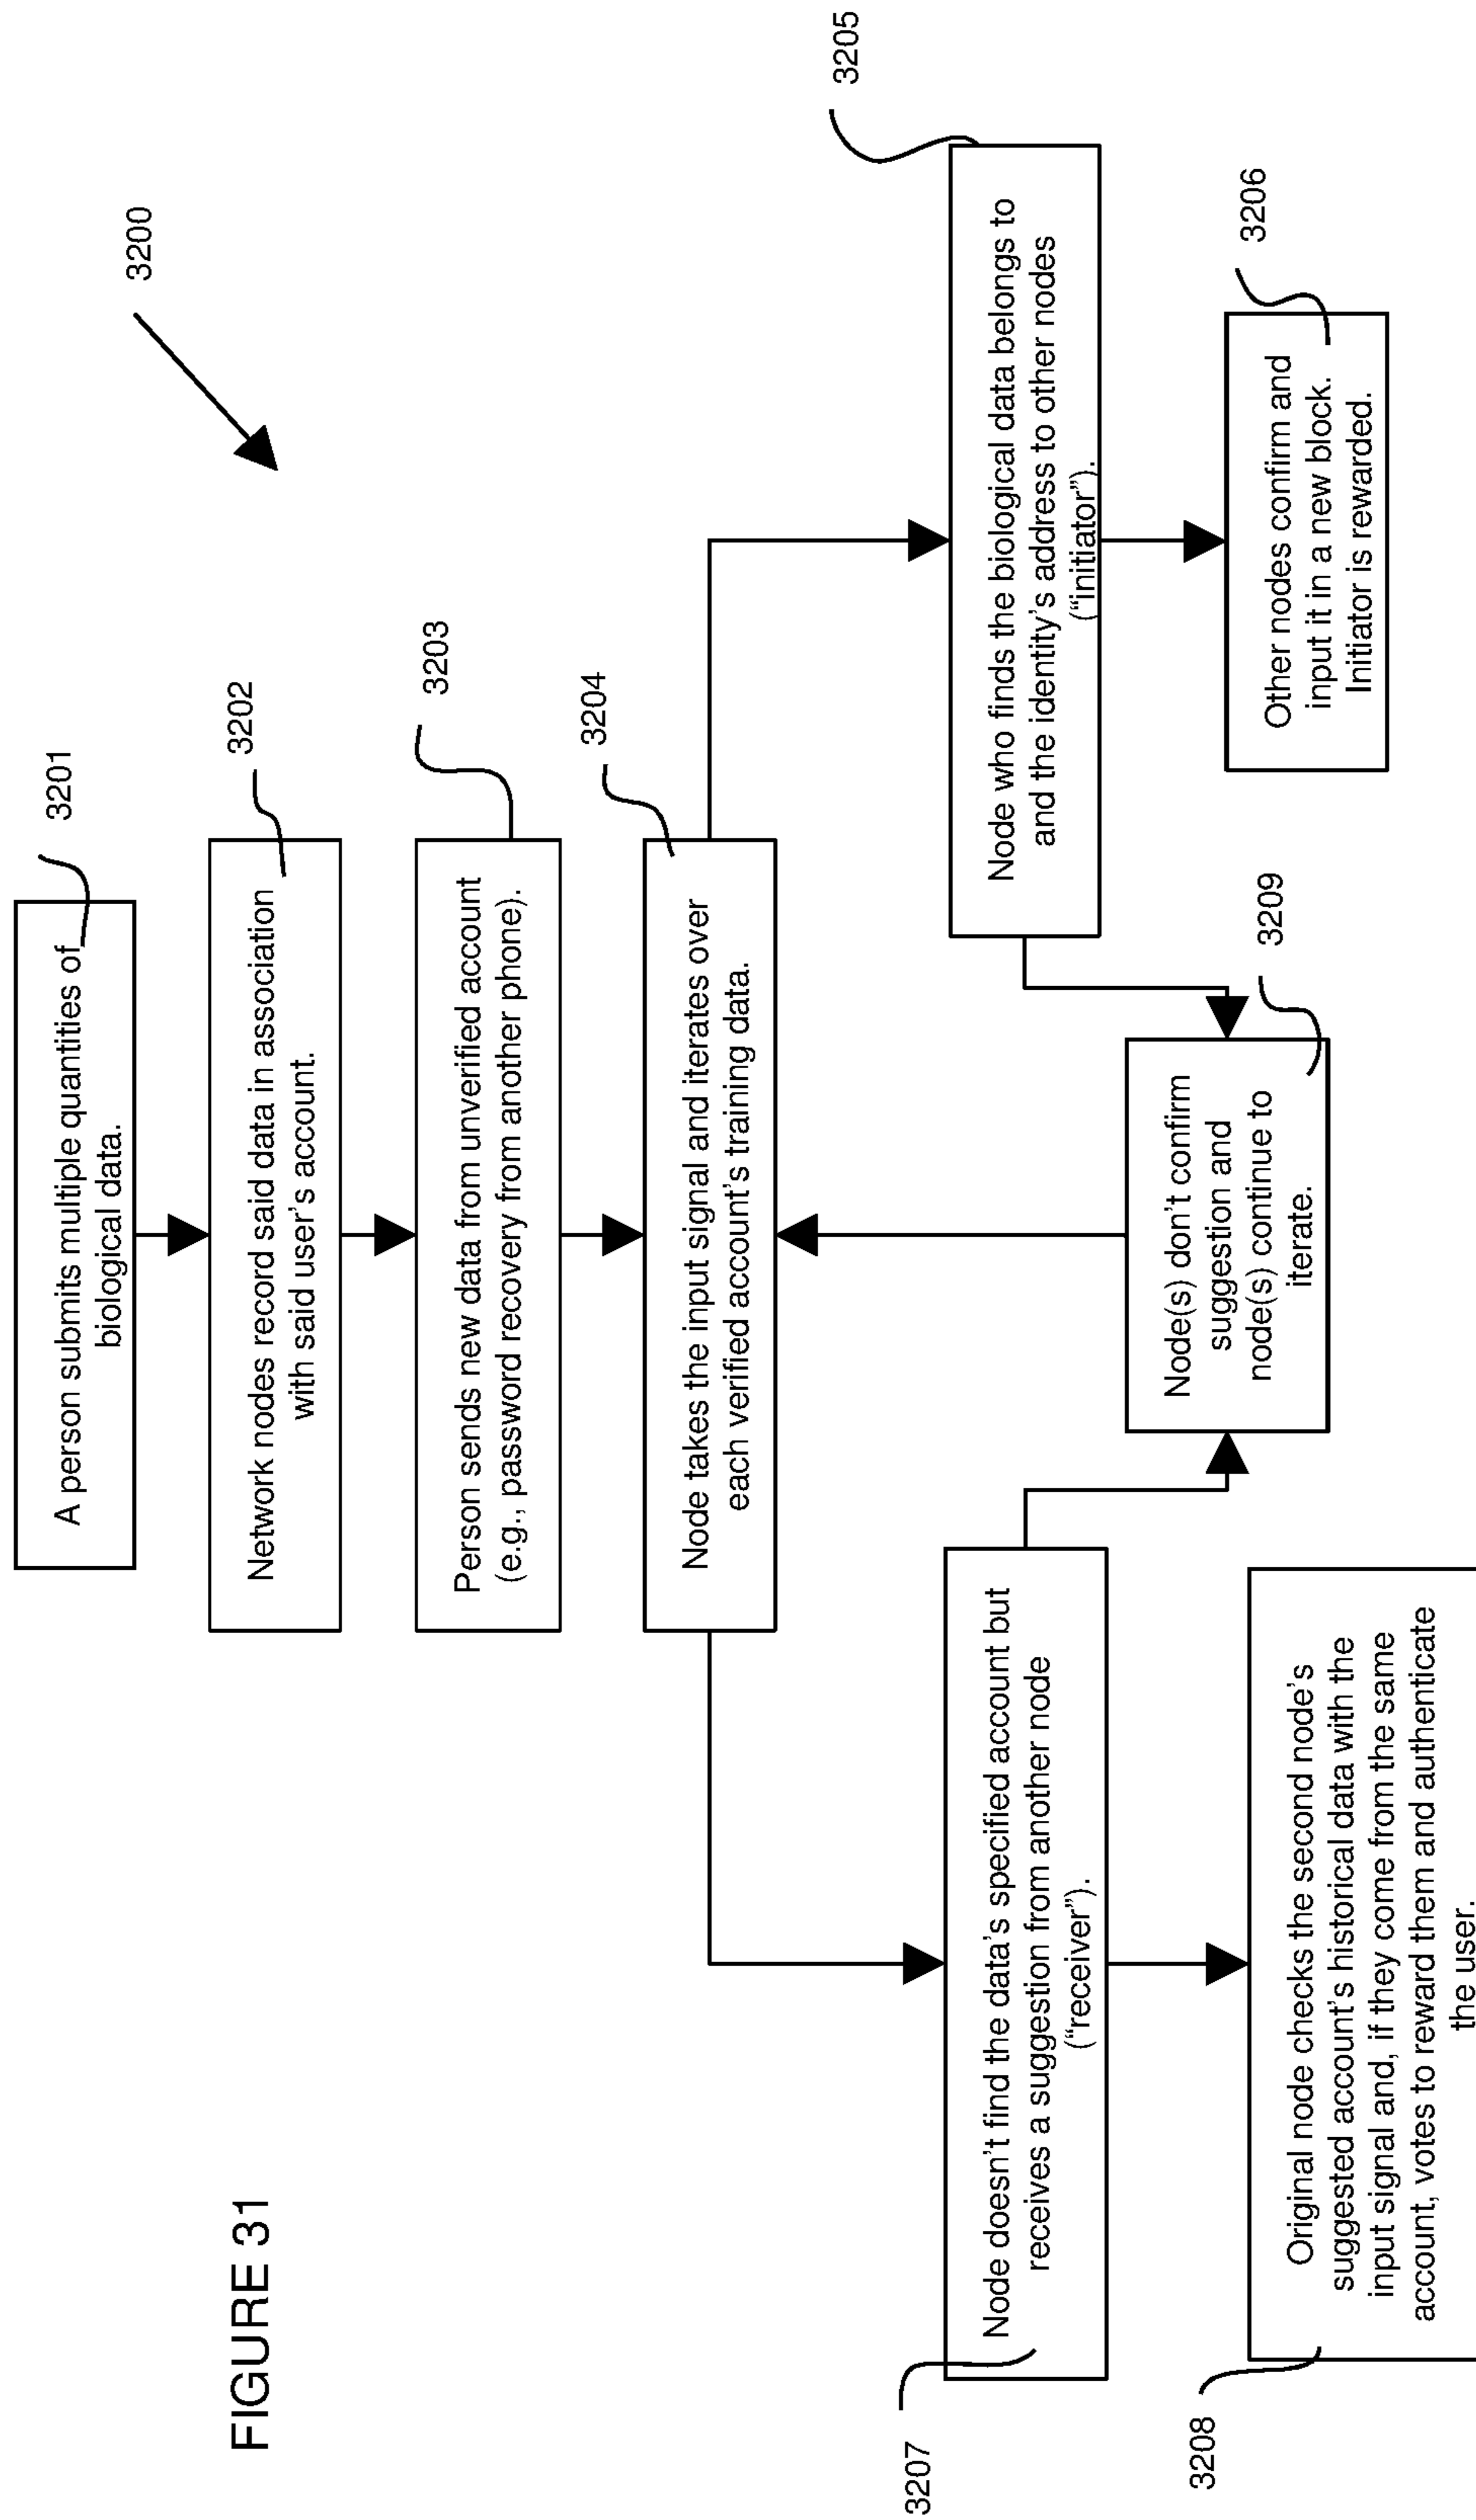 FIGURE 31
3200
3201
A person submits multiple quantities of
biological data.
3202
Network nodes record said data in association
with said user's account.
3203
Person sends new data from unverified account
(e.g., password recovery from another phone).
3204
Node takes the input signal and iterates over
each verified account's training data.
3205
Node who finds the biological data belongs to
and the identity's address to other nodes
(“initiator”).
3206
Other nodes confirm and
input it in a new block.
Initiator is rewarded.
3207
Node doesn't find the data's specified account but
receives a suggestion from another node
(“receiver”).
3208
Original node checks the second node's
suggested account's historical data with the
input signal and, if they come from the same
account, votes to reward them and authenticate
the user.
3209
Node(s) don't confirm
suggestion and
node(s) continue to
iterate.